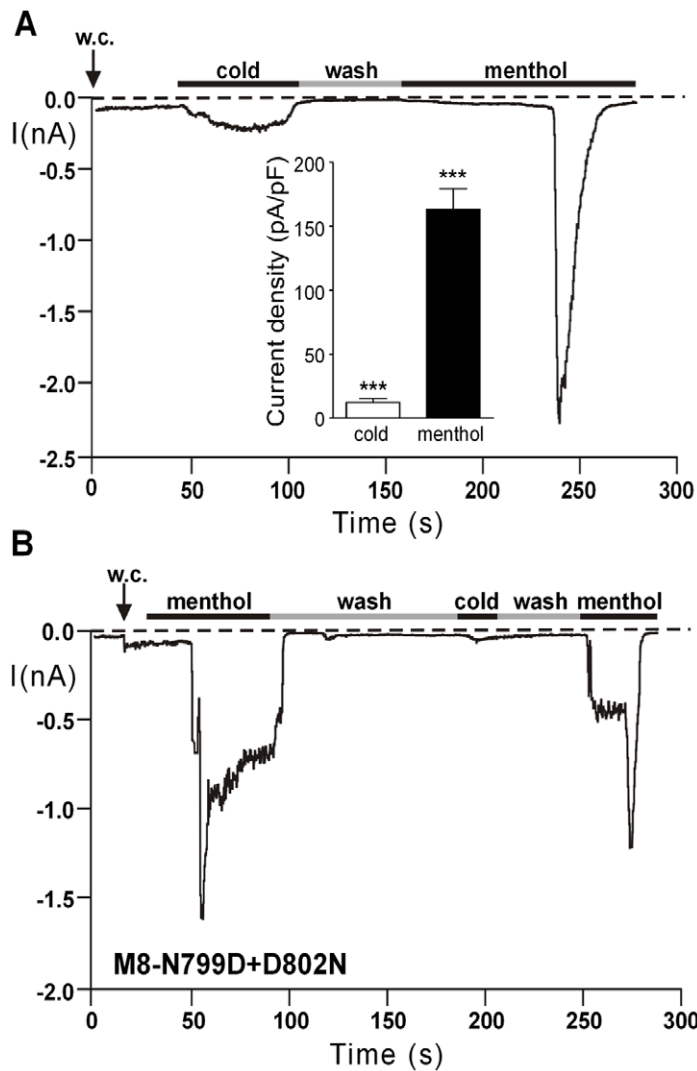 A
w.c.
cold wash menthol
0.0
I(nA)
-0.5
-1.0
-1.5
-2.0
-2.5
200
150
100
50
0
Current density (pA/pF)
***
***
cold menthol
0 50 100 150 200 250 300
Time (s)
B
w.c.
menthol wash cold wash menthol
0.0
I(nA)
-0.5
-1.0
-1.5
-2.0
M8-N799D+D802N
0 50 100 150 200 250 300
Time (s)